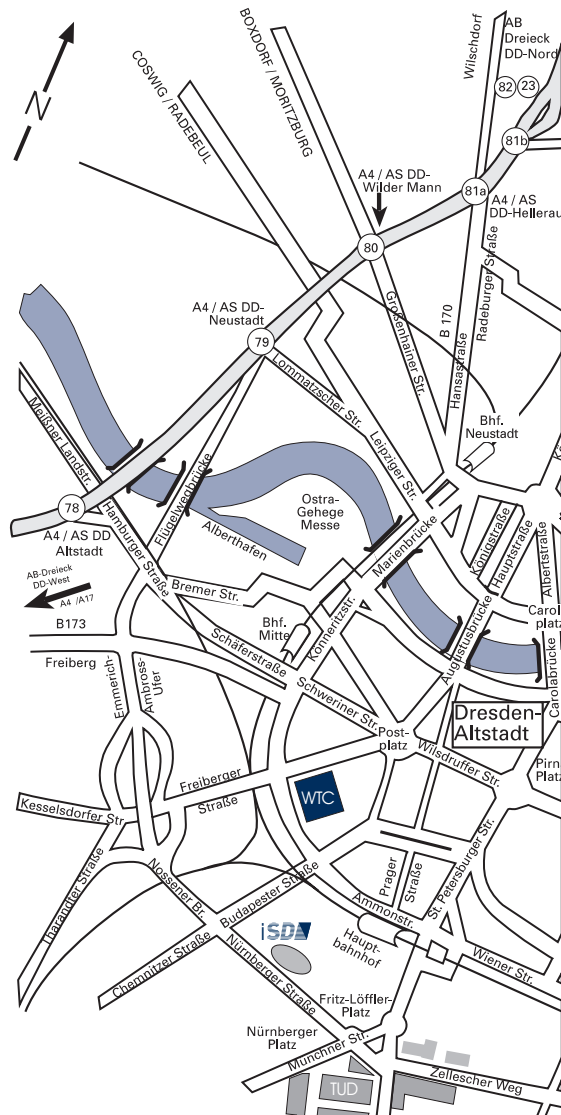 N
COSWIG / RADEBEUL
BOXDORF / MORITZBURG
Wilschdorf
AB
Dreieck
DD-Nord
82
23
81b
A4 / AS DD-
Wilder Mann
81a
A4 / AS
DD-Hellerau
80
A4 / AS DD-
Neustadt
79
Großenhainer Str.
B 170
Hansastraße
Radeburger Straße
Lommatzscher Str.
Leipziger Str.
Bhf.
Neustadt
Meißner Landstr.
78
A4 / AS DD
Altstadt
Hamburger Straße
Flügelwegbrücke
Alberthafen
Ostra-
Gehege
Messe
Marienbrücke
Königstraße
Hauptstraße
Albertstraße
AB-Dreieck
DD-West
A4 /A17
Bremer Str.
B173
Freiberg
Bhf.
Mitte
Könneritzstr.
Augustusbrücke
Carol
platz
Carolabrücke
Emmerich-
Ambross-
Ufer
Schäferstraße
Schweriner Str.
Post-
platz
Wilsdruffer Str.
Dresden-
Altstadt
Pirn
Platz
Freiberger
Straße
WTC
Kesselsdorfer Str.
Tharandter Straße
Nossener Br.
Budapester Straße
Prager
Straße
St. Petersburger Str.
Ammonstr.
Chemnitzer Straße
iSD
Nürnberger Straße
Haupt-
bahnhof
Wiener Str.
Fritz-Löffler-
Platz
Nürnberger
Platz
Münchner Str.
Zellescher Weg
TUD